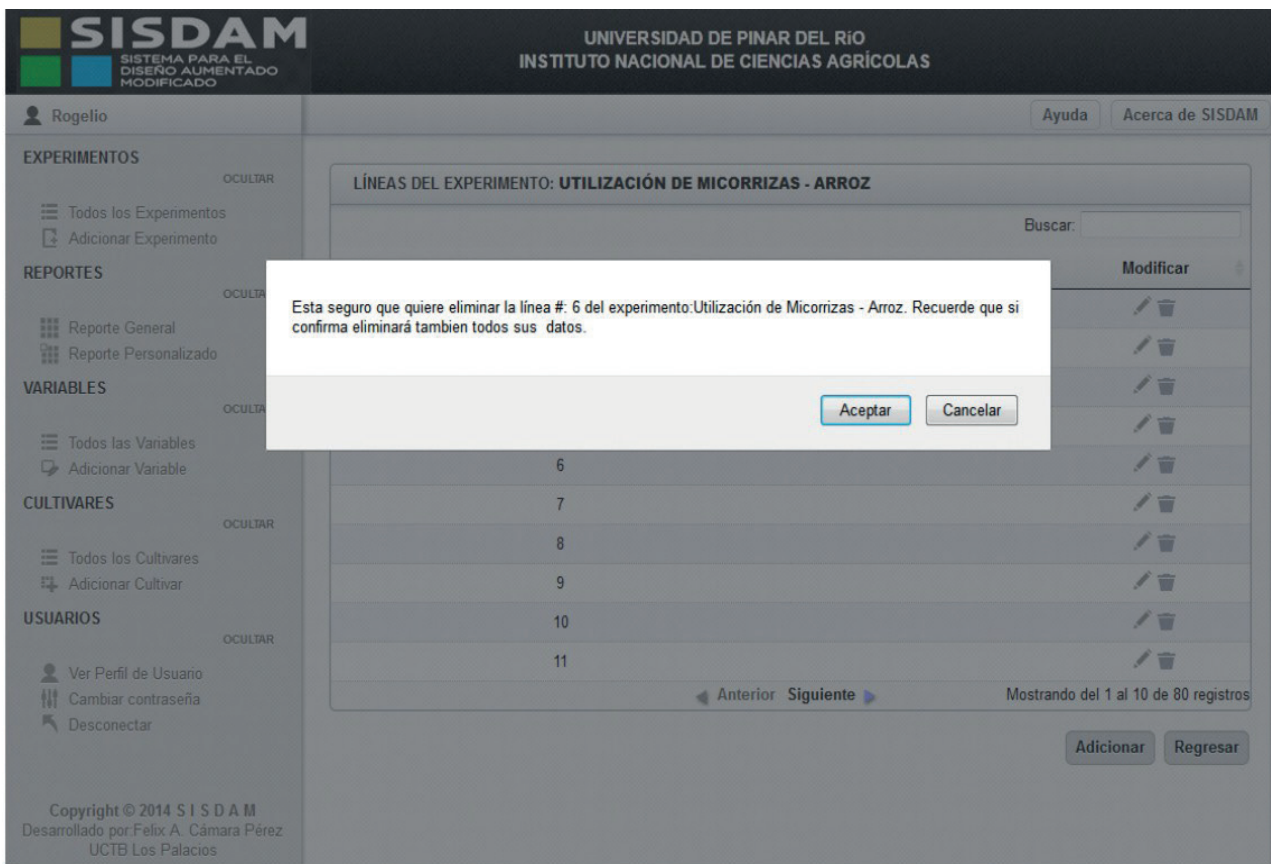 SISDAM
SISTEMA PARA EL
DISEÑO AUMENTADO
MODIFICADO
UNIVERSIDAD DE PINAR DEL RíO
INSTITUTO NACIONAL DE CIENCIAS AGRÍCOLAS
Rogelio
Ayuda
Acerca de SISDAM
EXPERIMENTOS
OCULTAR
Todos los Experimentos
Adicionar Experimento
REPORTES
OCULTA
Reporte General
Reporte Personalizado
VARIABLES
OCULTA
Todos las Variables
Adicionar Variable
CULTIVARES
OCULTAR
Todos los Cultivares
Adicionar Cultivar
USUARIOS
OCULTAR
Ver Perfil de Usuario
Cambiar contraseña
Desconectar
Copyright © 2014 S I S D A M
Desarrollado por:Felix A. Cámara Pérez
UCTB Los Palacios
LÍNEAS DEL EXPERIMENTO: UTILIZACIÓN DE MICORRIZAS - ARROZ
Buscar:
Modificar
Esta seguro que quiere eliminar la línea #: 6 del experimento:Utilización de Micorrizas - Arroz. Recuerde que si
confirma eliminará tambien todos sus datos.
Aceptar
Cancelar
6
7
8
9
10
11
Anterior Siguiente
Mostrando del 1 al 10 de 80 registros
Adicionar
Regresar